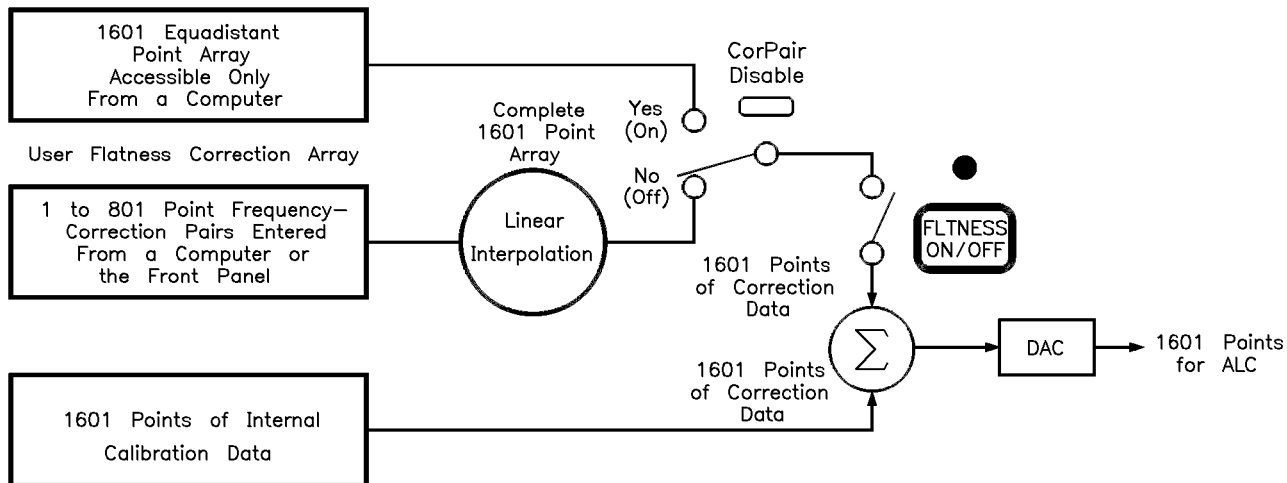 1601 Equadistant
Point Array
Accessible Only
From a Computer
CorPair
Disable
Yes
(On)
Complete
1601 Point
Array
User Flatness Correction Array
No
(Off)
1 to 801 Point Frequency–
Correction Pairs Entered
From a Computer or
the Front Panel
Linear
Interpolation
FLTNESS
ON/OFF
1601 Points
of Correction
Data
Σ
DAC
1601 Points
for ALC
1601 Points
of Correction
Data
1601 Points of Internal
Calibration Data